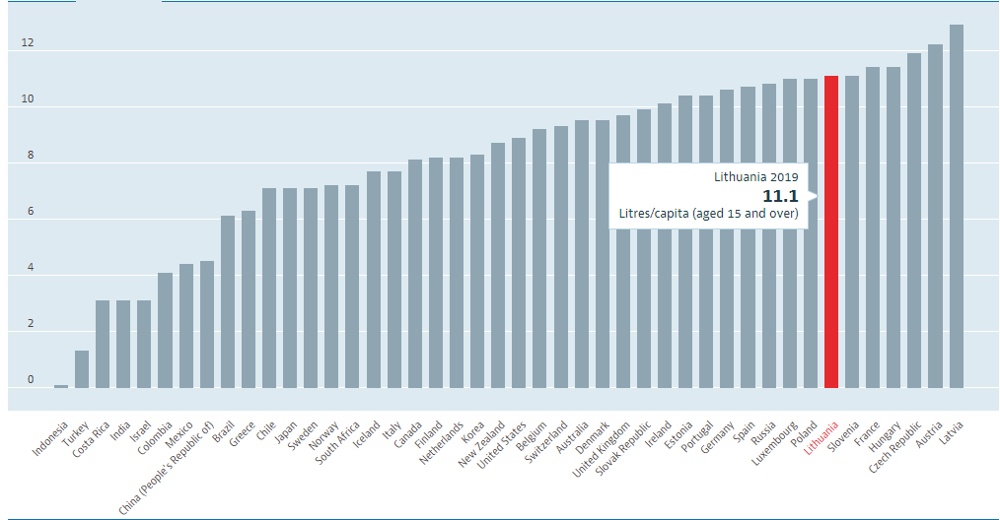 12
10
8
6
4
2
0
Lithuania 2019
11.1
Litres/capita (aged 15 and over)
Indonesia
Turkey
Costa Rica
India
Israel
Colombia
Mexico
China (People's Republic of)
Brazil
Greece
Chile
Japan
Sweden
Norway
South Africa
Iceland
Italy
Canada
Finland
Netherlands
Korea
New Zealand
United States
Belgium
Switzerland
Australia
Denmark
United Kingdom
Slovak Republic
Ireland
Estonia
Portugal
Germany
Spain
Russia
Luxembourg
Poland
Lithuania
Slovenia
France
Hungary
Czech Republic
Austria
Latvia